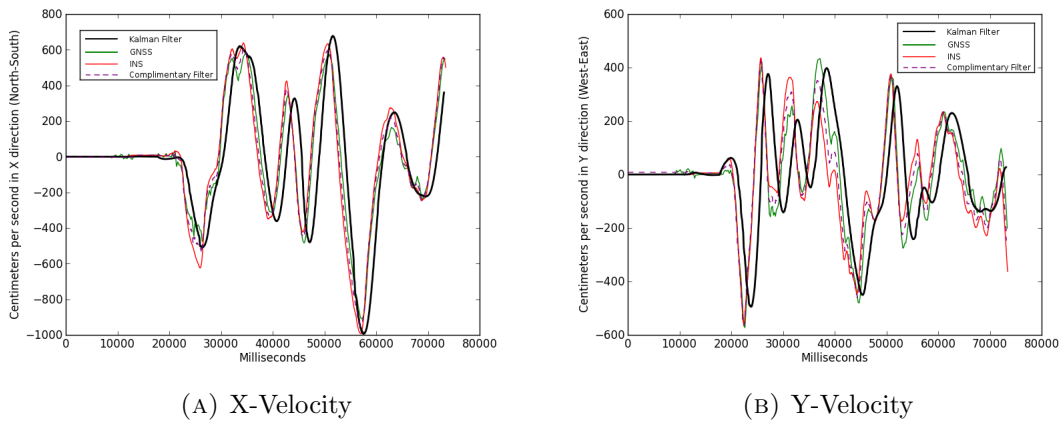 800
600
400
200
0
−200
−400
−600
−800
−1000
0
10000
20000
30000
40000
50000
60000
70000
80000
Milliseconds
Centimeters per second in X direction (North-South)
Kalman Filter
GNSS
INS
Complimentary Filter
(A) X-Velocity
600
400
200
0
−200
−400
−600
0
10000
20000
30000
40000
50000
60000
70000
80000
Milliseconds
Centimeters per second in Y direction (West-East)
Kalman Filter
GNSS
INS
Complimentary Filter
(B) Y-Velocity